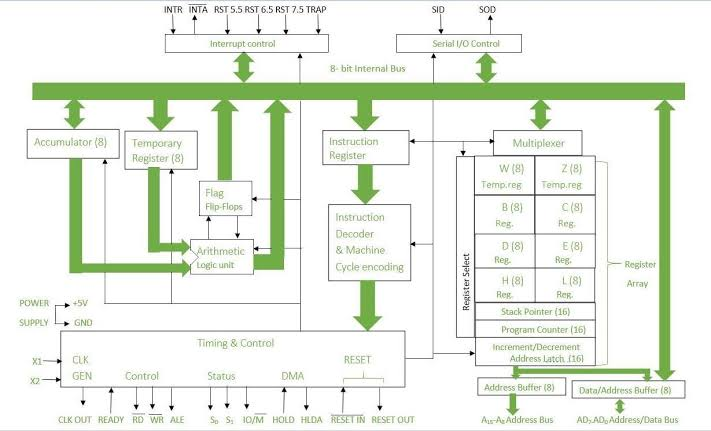 INTR INTA RST 5.5 RST 6.5 RST 7.5 TRAP SID SOD
Interrupt control
Serial I/O Control
8- bit Internal Bus
Accumulator (8)
Temporary
Register (8)
Instruction
Register
Multiplexer
W (8)
Temp.reg
Z (8)
Temp.reg
Flag
Flip-Flops
B (8)
Reg.
C (8)
Reg.
Instruction
Decoder
& Machine
Cycle encoding
Arithmetic
Logic unit
D (8)
Reg.
E (8)
Reg.
Register Select
Register
Array
H (8)
Reg.
L (8)
Reg.
Stack Pointer (16)
Program Counter (16)
Increment/Decrement
Address Latch (16)
POWER +5V
SUPPLY GND
Timing & Control
X1 CLK
X2 GEN
Control Status DMA RESET
Address Buffer (8)
Data/Address Buffer (8)
CLK OUT READY RD WR ALE S₀ S₁ IO/M HOLD HLDA RESET IN RESET OUT
A₁₅-A₈ Address Bus
AD₇.AD₀ Address/Data Bus